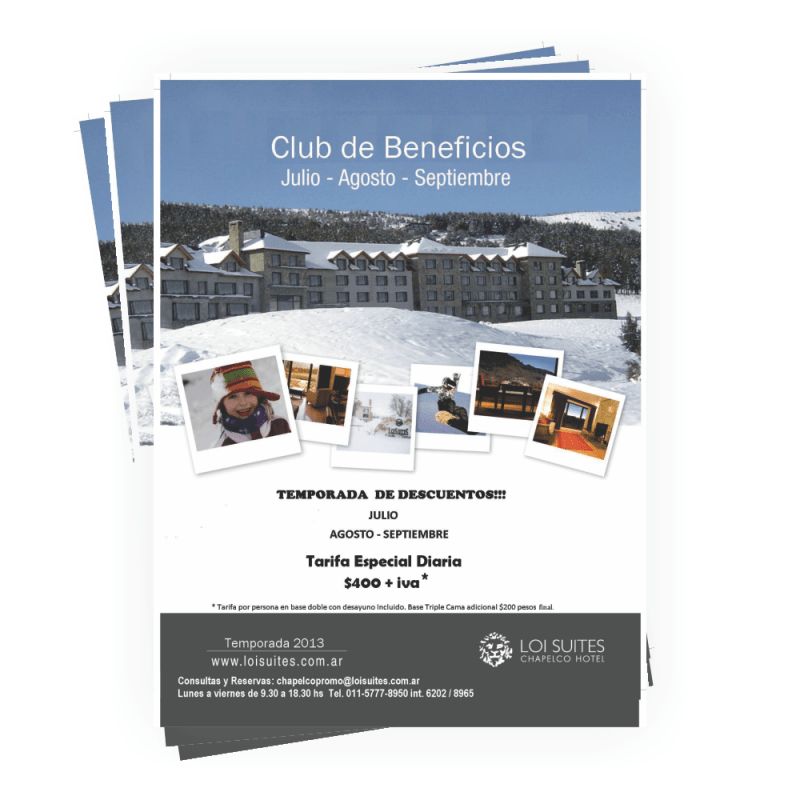 Club de Beneficios
Julio - Agosto - Septiembre
TEMPORADA DE DESCUENTOS!!!
JULIO
AGOSTO - SEPTIEMBRE
Tarifa Especial Diaria
$400 + iva*
* Tarifa por persona en base doble con desayuno Incluido. Base Triple Cama adicional $200 pesos final.
Temporada 2013
www.loisuites.com.ar
LOI SUITES
CHAPELCO HOTEL
Consultas y Reservas: chapelcopromo@loisuites.com.ar
Lunes a viernes de 9.30 a 18.30 hs Tel. 011-5777-8950 int. 6202 / 8965